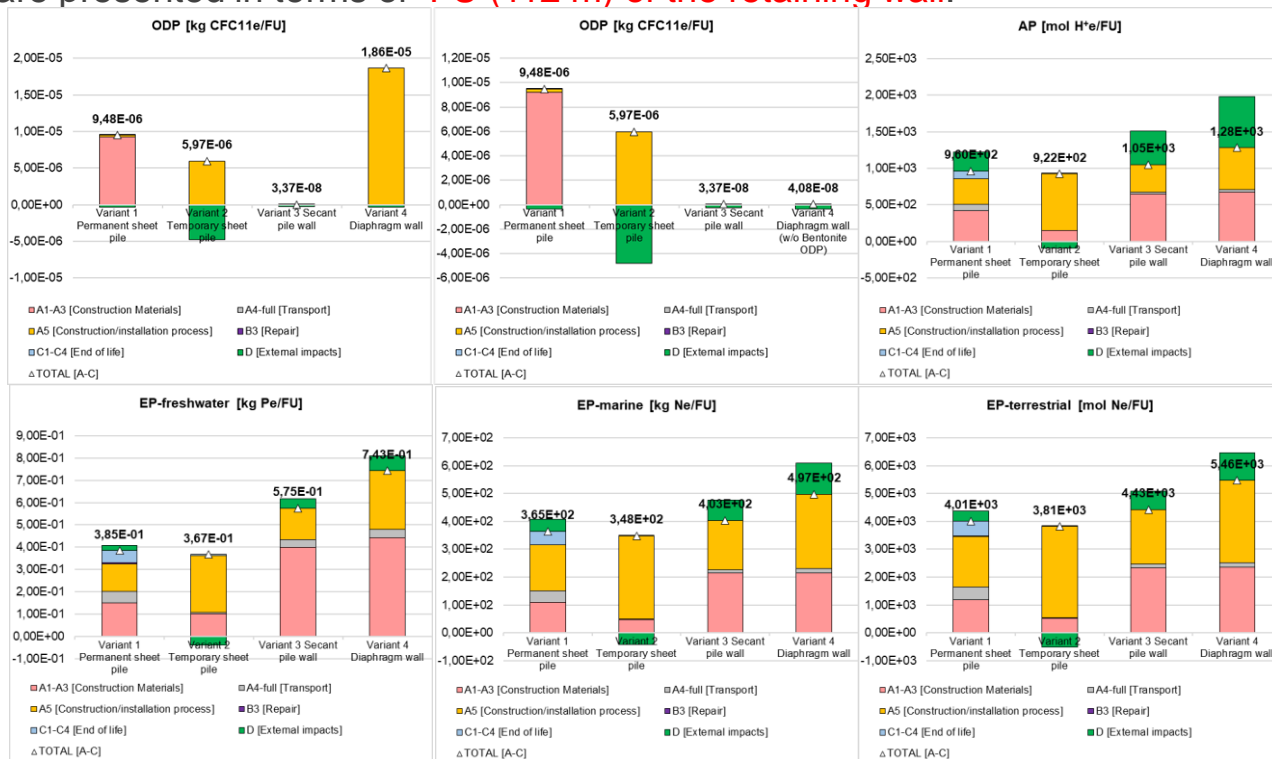 are presented in terms of of the retaining wall.
ODP [kg CFC11e/FU]
2,00E-05
1,50E-05
1,00E-05
5,00E-06
0,00E+00
-5,00E-06
-1,00E-05
9,48E-06
5,97E-06
3,37E-08
1,86E-05
Variant 1
Permanent sheet
pile
Variant 2
Temporary sheet
pile
Variant 3 Secant
pile wall
Variant 4
Diaphragm wall
A1-A3 [Construction Materials]
A4-full [Transport]
A5 [Construction/installation process]
B3 [Repair]
C1-C4 [End of life]
D [External impacts]
TOTAL [A-C]
ODP [kg CFC11e/FU]
1,20E-05
1,00E-05
8,00E-06
6,00E-06
4,00E-06
2,00E-06
0,00E+00
-2,00E-06
-4,00E-06
-6,00E-06
9,48E-06
5,97E-06
3,37E-08
4,08E-08
Variant 1
Permanent sheet
pile
Variant 2
Temporary sheet
pile
Variant 3 Secant
pile wall
Variant 4
Diaphragm wall
(w/o Bentonite
ODP)
A1-A3 [Construction Materials]
A4-full [Transport]
A5 [Construction/installation process]
B3 [Repair]
C1-C4 [End of life]
D [External impacts]
TOTAL [A-C]
AP [mol H⁺e/FU]
2,50E+03
2,00E+03
1,50E+03
1,00E+03
5,00E+02
0,00E+00
-5,00E+02
9,60E+02
9,22E+02
1,05E+03
1,28E+03
Variant 1
Permanent sheet
pile
Variant 2
Temporary sheet
pile
Variant 3 Secant
pile wall
Variant 4
Diaphragm wall
A1-A3 [Construction Materials]
A4-full [Transport]
A5 [Construction/installation process]
B3 [Repair]
C1-C4 [End of life]
D [External impacts]
TOTAL [A-C]
EP-freshwater [kg Pe/FU]
9,00E-01
8,00E-01
7,00E-01
6,00E-01
5,00E-01
4,00E-01
3,00E-01
2,00E-01
1,00E-01
0,00E+00
-1,00E-01
3,85E-01
3,67E-01
5,75E-01
7,43E-01
Variant 1
Permanent sheet
pile
Variant 2
Temporary sheet
pile
Variant 3 Secant
pile wall
Variant 4
Diaphragm wall
A1-A3 [Construction Materials]
A4-full [Transport]
A5 [Construction/installation process]
B3 [Repair]
C1-C4 [End of life]
D [External impacts]
TOTAL [A-C]
EP-marine [kg Ne/FU]
7,00E+02
6,00E+02
5,00E+02
4,00E+02
3,00E+02
2,00E+02
1,00E+02
0,00E+00
-1,00E+02
3,65E+02
3,48E+02
4,03E+02
4,97E+02
Variant 1
Permanent sheet
pile
Variant 2
Temporary sheet
pile
Variant 3 Secant
pile wall
Variant 4
Diaphragm wall
A1-A3 [Construction Materials]
A4-full [Transport]
A5 [Construction/installation process]
B3 [Repair]
C1-C4 [End of life]
D [External impacts]
TOTAL [A-C]
EP-terrestrial [mol Ne/FU]
7,00E+03
6,00E+03
5,00E+03
4,00E+03
3,00E+03
2,00E+03
1,00E+03
0,00E+00
-1,00E+03
4,01E+03
3,81E+03
4,43E+03
5,46E+03
Variant 1
Permanent sheet
pile
Variant 2
Temporary sheet
pile
Variant 3 Secant
pile wall
Variant 4
Diaphragm wall
A1-A3 [Construction Materials]
A4-full [Transport]
A5 [Construction/installation process]
B3 [Repair]
C1-C4 [End of life]
D [External impacts]
TOTAL [A-C]